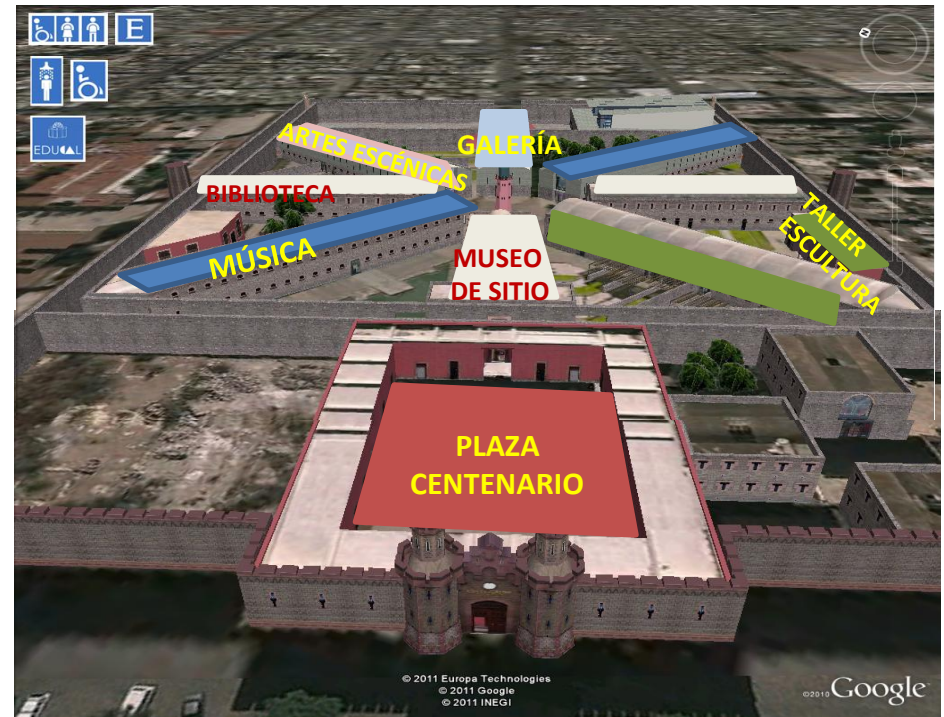 E
EDUCAL
N
ARTES ESCÉNICAS
GALERÍA
BIBLIOTECA
TALLER
ESCULTURA
MÚSICA
MUSEO
DE SITIO
PLAZA
CENTENARIO
© 2011 Europa Technologies
© 2011 Google
© 2011 INEGI
©2010 Google